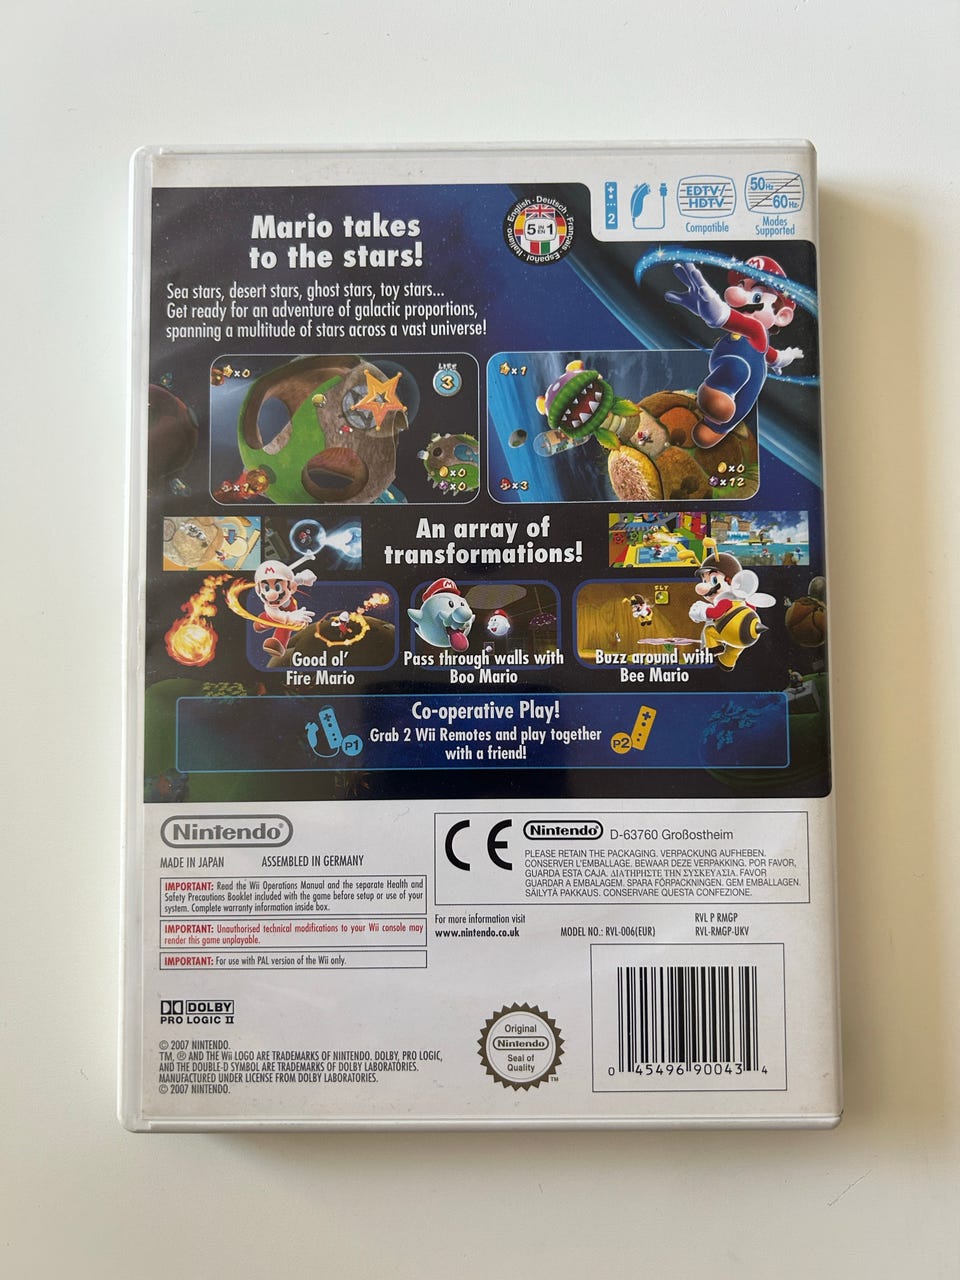 Mario takes
to the stars!
Sea stars, desert stars, ghost stars, toy stars...
Get ready for an adventure of galactic proportions,
spanning a multitude of stars across a vast universe!
English · Deutsch · Français · Español · Italiano
5 IN EN 1
2
EDTV/
HDTV
Compatible
50Hz
60Hz
Modes
Supported
x0
LIFE
3
x1
x0
x0
x1
x3
x0
x12
An array of
transformations!
Good ol'
Fire Mario
Pass through walls with
Boo Mario
FLY
Buzz around with
Bee Mario
Co-operative Play!
P1
Grab 2 Wii Remotes and play together
with a friend!
P2
Nintendo®
MADE IN JAPAN ASSEMBLED IN GERMANY
IMPORTANT: Read the Wii Operations Manual and the separate Health and
Safety Precautions Booklet included with the game before setup or use of your
system. Complete warranty information inside box.
IMPORTANT: Unauthorised technical modifications to your Wii console may
render this game unplayable.
IMPORTANT: For use with PAL version of the Wii only.
CE
Nintendo® D-63760 Großostheim
PLEASE RETAIN THE PACKAGING. VERPACKUNG AUFHEBEN.
CONSERVER L'EMBALLAGE. BEWAAR DEZE VERPAKKING. POR FAVOR,
GUARDA ESTA CAJA. ΔΙΑΤΗΡΗΣΤΕ ΤΗΝ ΣΥΣΚΕΥΑΣΙΑ. FAVOR
GUARDAR A EMBALAGEM. SPARA FÖRPACKNINGEN. GEM EMBALLAGEN.
SÄILYTÄ PAKKAUS. CONSERVARE QUESTA CONFEZIONE.
For more information visit
www.nintendo.co.uk
MODEL NO.: RVL-006(EUR)
RVL P RMGP
RVL-RMGP-UKV
DOLBY
PRO LOGIC II
© 2007 NINTENDO.
TM, ® AND THE Wii LOGO ARE TRADEMARKS OF NINTENDO. DOLBY, PRO LOGIC,
AND THE DOUBLE-D SYMBOL ARE TRADEMARKS OF DOLBY LABORATORIES.
MANUFACTURED UNDER LICENSE FROM DOLBY LABORATORIES.
© 2007 NINTENDO.
Original
Nintendo
Seal of
Quality
TM
0 45496 90043 4